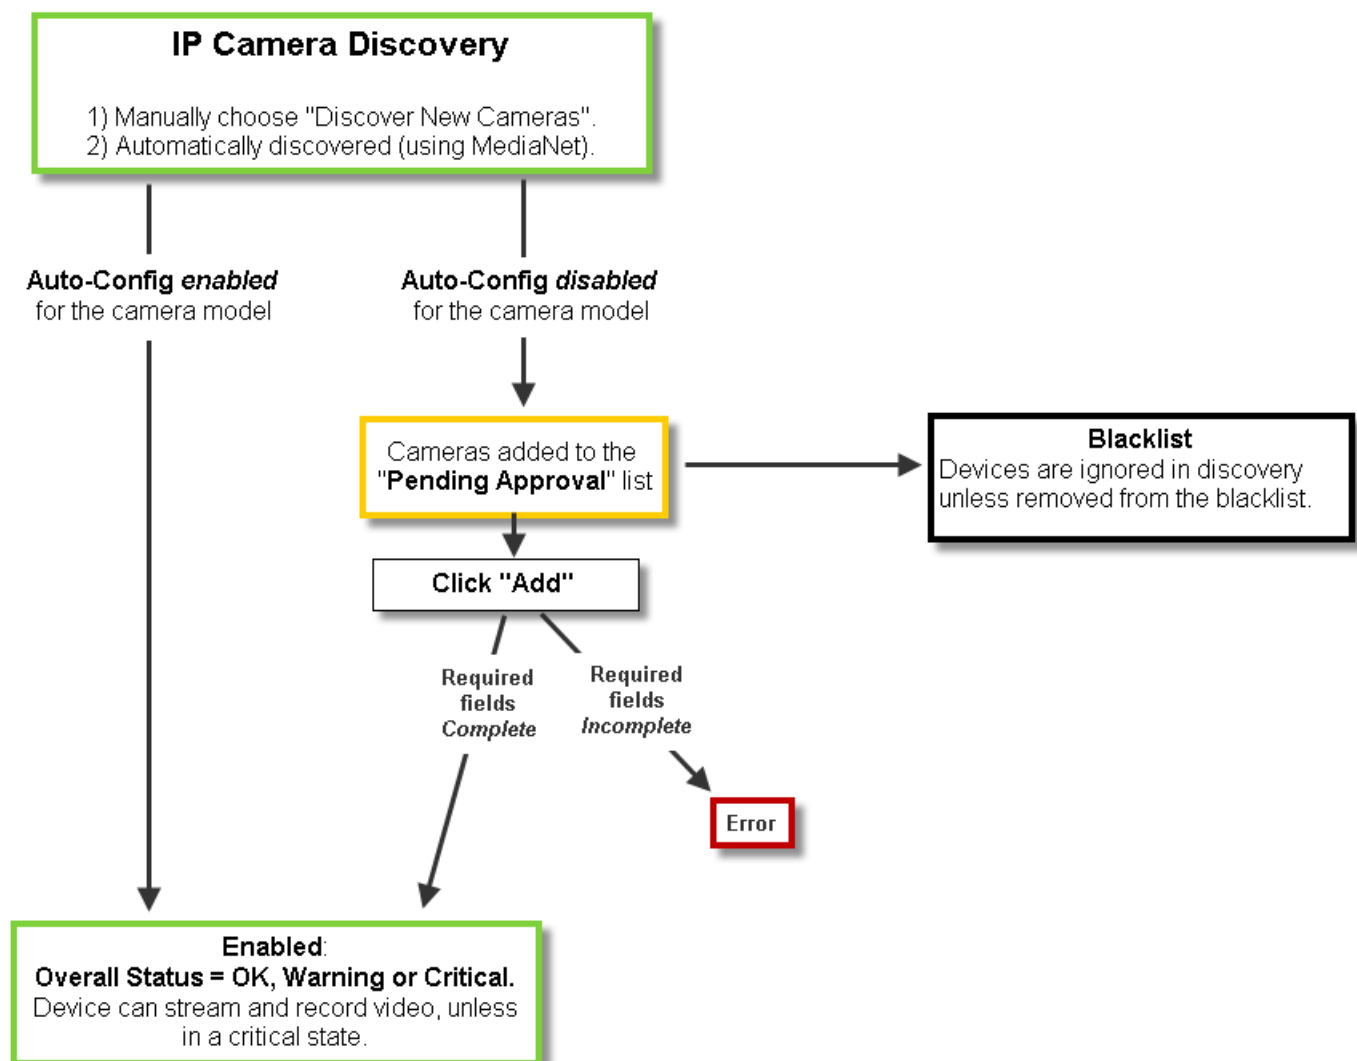 IP Camera Discovery
1) Manually choose "Discover New Cameras".
2) Automatically discovered (using MediaNet).
Auto-Config enabled
for the camera model
Auto-Config disabled
for the camera model
Cameras added to the
"Pending Approval" list
Blacklist
Devices are ignored in discovery
unless removed from the blacklist.
Click "Add"
Required
fields
Complete
Required
fields
Incomplete
Error
Enabled:
Overall Status = OK, Warning or Critical.
Device can stream and record video, unless
in a critical state.